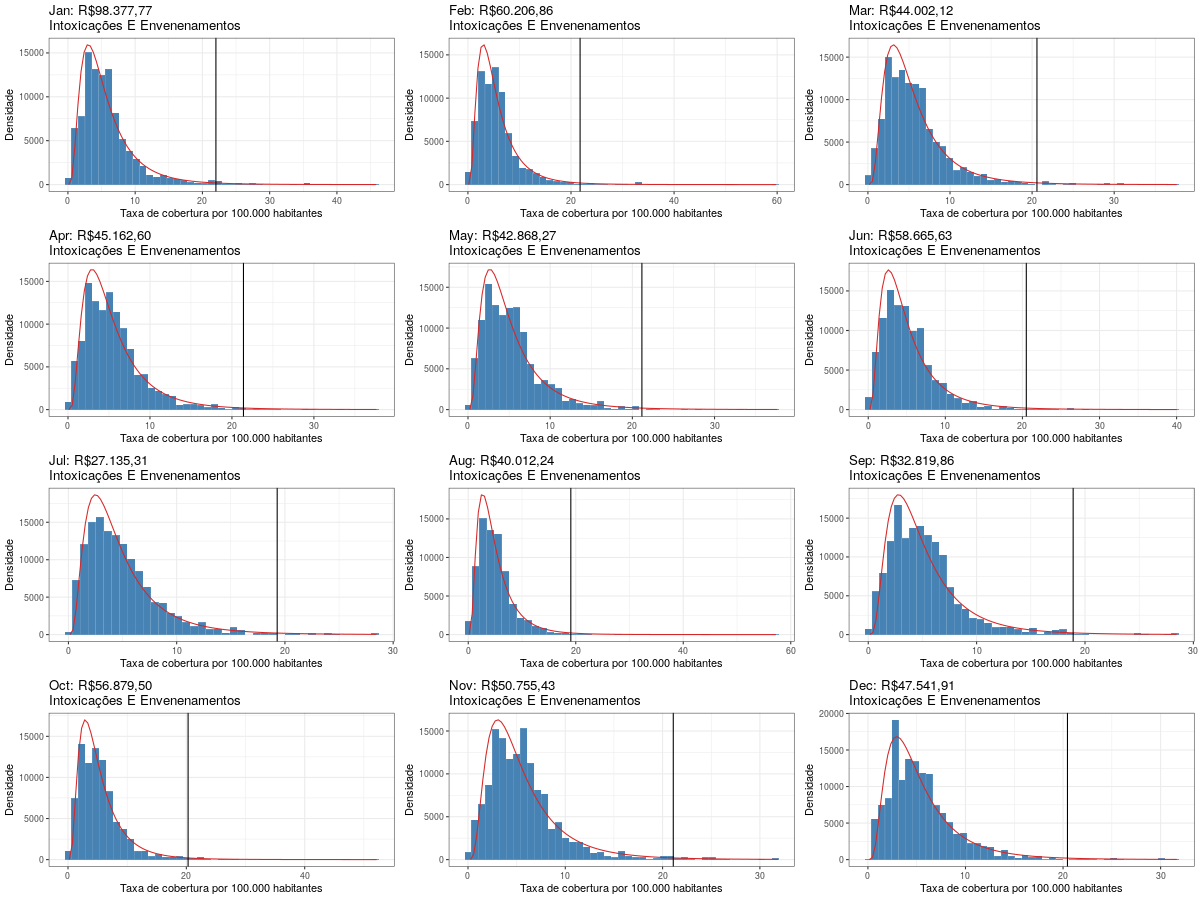 Jan: R$98.377,77
Intoxicações E Envenenamentos
Densidade
15000
10000
5000
0
0 10 20 30 40
Taxa de cobertura por 100.000 habitantes
Feb: R$60.206,86
Intoxicações E Envenenamentos
Densidade
15000
10000
5000
0
0 20 40 60
Taxa de cobertura por 100.000 habitantes
Mar: R$44.002,12
Intoxicações E Envenenamentos
Densidade
15000
10000
5000
0
0 10 20 30
Taxa de cobertura por 100.000 habitantes
Apr: R$45.162,60
Intoxicações E Envenenamentos
Densidade
15000
10000
5000
0
0 10 20 30
Taxa de cobertura por 100.000 habitantes
May: R$42.868,27
Intoxicações E Envenenamentos
Densidade
15000
10000
5000
0
0 10 20 30
Taxa de cobertura por 100.000 habitantes
Jun: R$58.665,63
Intoxicações E Envenenamentos
Densidade
15000
10000
5000
0
0 10 20 30 40
Taxa de cobertura por 100.000 habitantes
Jul: R$27.135,31
Intoxicações E Envenenamentos
Densidade
15000
10000
5000
0
0 10 20 30
Taxa de cobertura por 100.000 habitantes
Aug: R$40.012,24
Intoxicações E Envenenamentos
Densidade
15000
10000
5000
0
0 20 40 60
Taxa de cobertura por 100.000 habitantes
Sep: R$32.819,86
Intoxicações E Envenenamentos
Densidade
15000
10000
5000
0
0 10 20 30
Taxa de cobertura por 100.000 habitantes
Oct: R$56.879,50
Intoxicações E Envenenamentos
Densidade
15000
10000
5000
0
0 20 40
Taxa de cobertura por 100.000 habitantes
Nov: R$50.755,43
Intoxicações E Envenenamentos
Densidade
15000
10000
5000
0
0 10 20 30
Taxa de cobertura por 100.000 habitantes
Dec: R$47.541,91
Intoxicações E Envenenamentos
Densidade
20000
15000
10000
5000
0
0 10 20 30
Taxa de cobertura por 100.000 habitantes